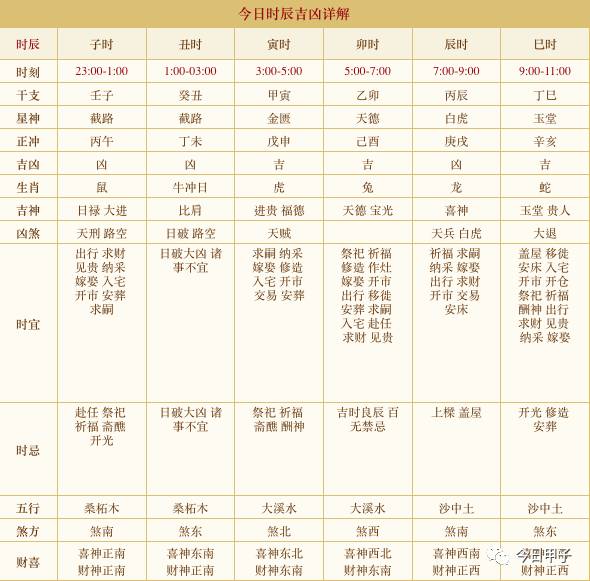 今日时辰吉凶详解
时辰 子时 丑时 寅时 卯时 辰时 巳时
时刻 23:00-1:00 1:00-03:00 3:00-5:00 5:00-7:00 7:00-9:00 9:00-11:00
干支 壬子 癸丑 甲寅 乙卯 丙辰 丁巳
星神 截路 截路 金匮 天德 白虎 玉堂
正冲 丙午 丁未 戊申 己酉 庚戌 辛亥
吉凶 凶 凶 吉 吉 凶 吉
生肖 鼠 牛冲日 虎 兔 龙 蛇
吉神 日禄 大进 比肩 进贵 福德 天德 宝光 喜神 玉堂 贵人
凶煞 天刑 路空 日破 路空 天贼 天兵 白虎 大退
时宜
出行 求财
见贵 纳采
嫁娶 入宅
开市 安葬
求嗣
日破大凶 诸
事不宜
求嗣 纳采
嫁娶 修造
入宅 开市
交易 安葬
祭祀 祈福
修造 作灶
嫁娶 开市
出行 移徙
安葬 求嗣
入宅 赴任
求财 见贵
祈福 求嗣
纳采 嫁娶
出行 求财
开市 交易
安床
盖屋 移徙
安床 入宅
开市 开仓
祭祀 祈福
酬神 出行
求财 见贵
纳采 嫁娶
时忌
赴任 祭祀
祈福 斋醮
开光
日破大凶 诸
事不宜
祭祀 祈福
斋醮 酬神
吉时良辰 百
无禁忌
上樑 盖屋
开光 修造
安葬
五行 桑柘木 桑柘木 大溪水 大溪水 沙中土 沙中土
煞方 煞南 煞东 煞北 煞西 煞南 煞东
财喜
喜神正南 喜神东南 喜神东北 喜神西北 喜神西南 喜神正南
财神正南 财神正南 财神东南 财神东南 财神正西 财神正西
今日甲子